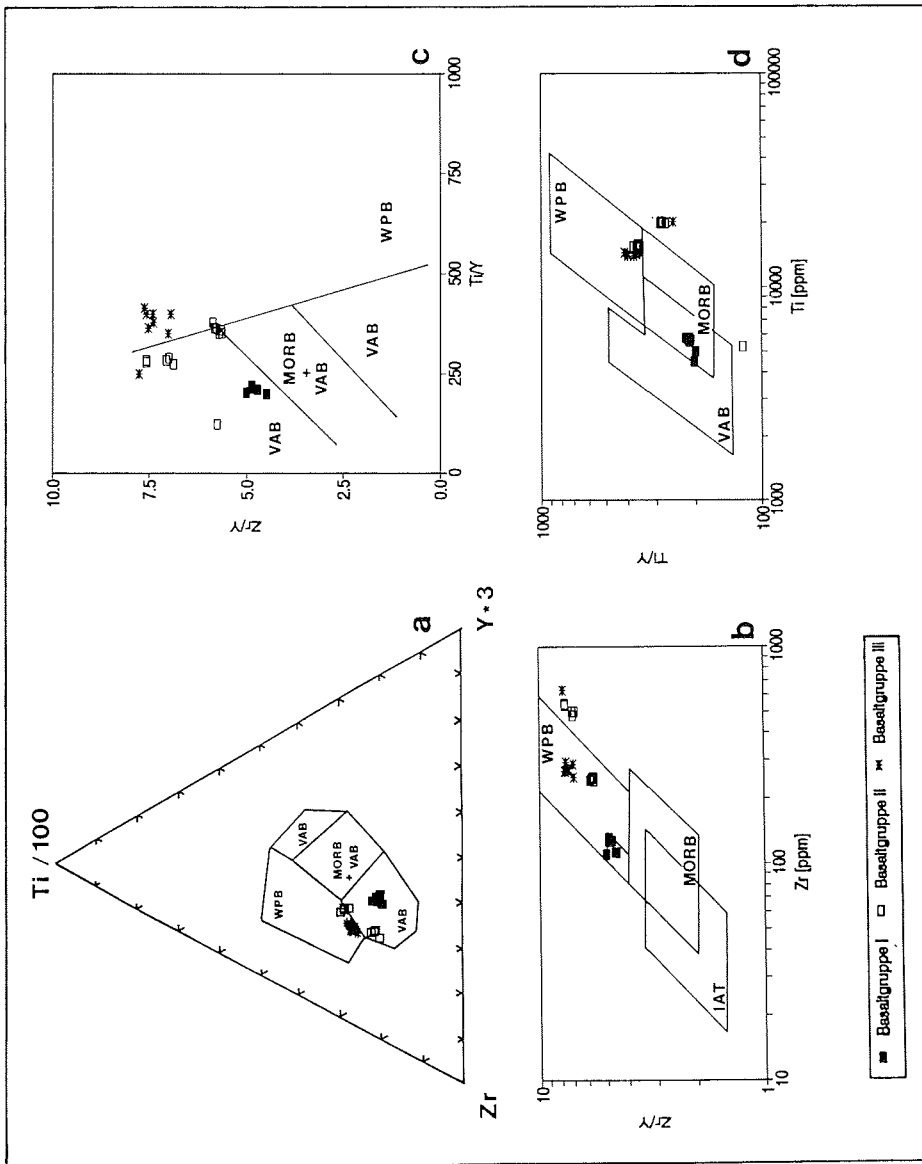 Ti / 100
Zr
Y * 3
a
WPB
VAB
MORB
+ VAB
VAB
c
10.0
7.5
5.0
2.5
0.0
Zr/Y
0
250
500
750
1000
Ti/Y
VAB
MORB
+
VAB
VAB
WPB
b
10
1
Zr/Y
10
100
1000
Zr [ppm]
WPB
MORB
IAT
d
1000
100
Ti/Y
1000
10000
100000
Ti [ppm]
WPB
MORB
VAB
Basaltgruppe I
Basaltgruppe II
Basaltgruppe III